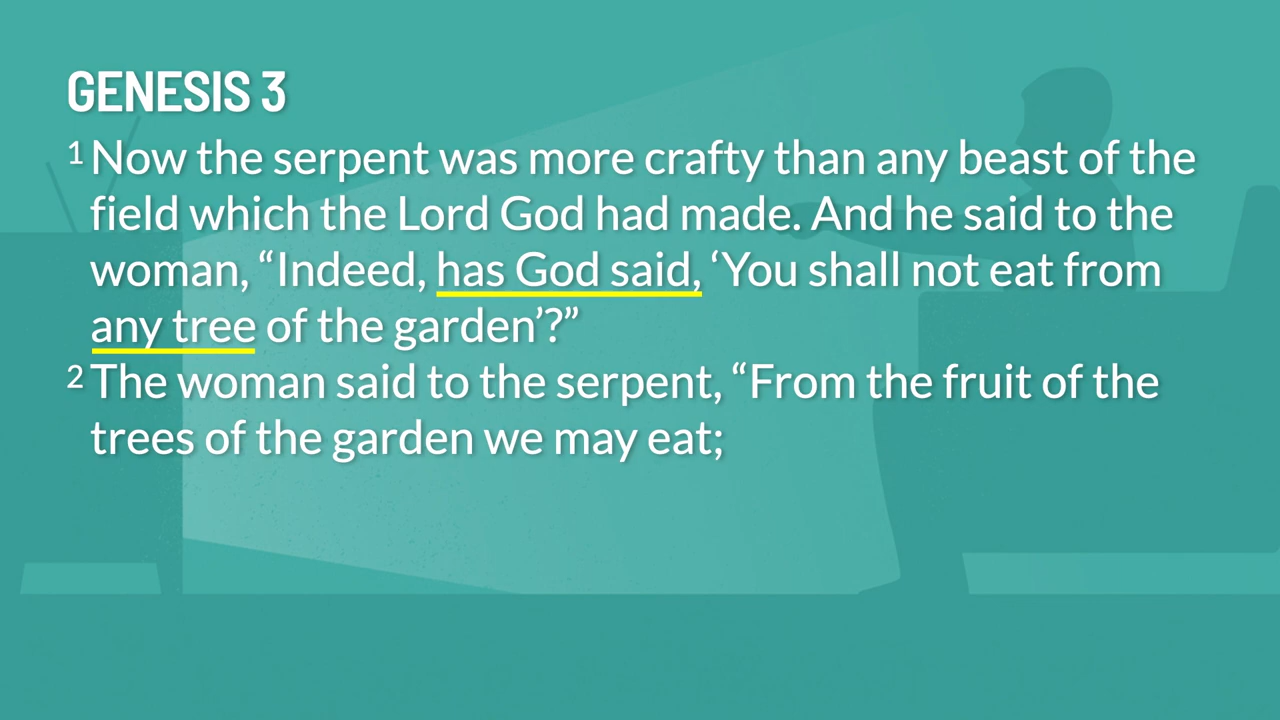 GENESIS 3
1 Now the serpent was more crafty than any beast of the
field which the Lord God had made. And he said to the
woman, “Indeed, has God said, ‘You shall not eat from
any tree of the garden’?”
2 The woman said to the serpent, “From the fruit of the
trees of the garden we may eat;